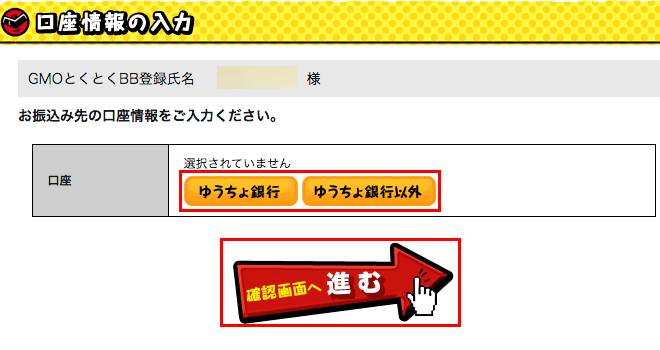 口座情報の入力
GMOとくとくBB登録氏名 様
お振込み先の口座情報をご入力ください。
選択されていません
口座
ゆうちょ銀行 ゆうちょ銀行以外
確認画面へ 進む